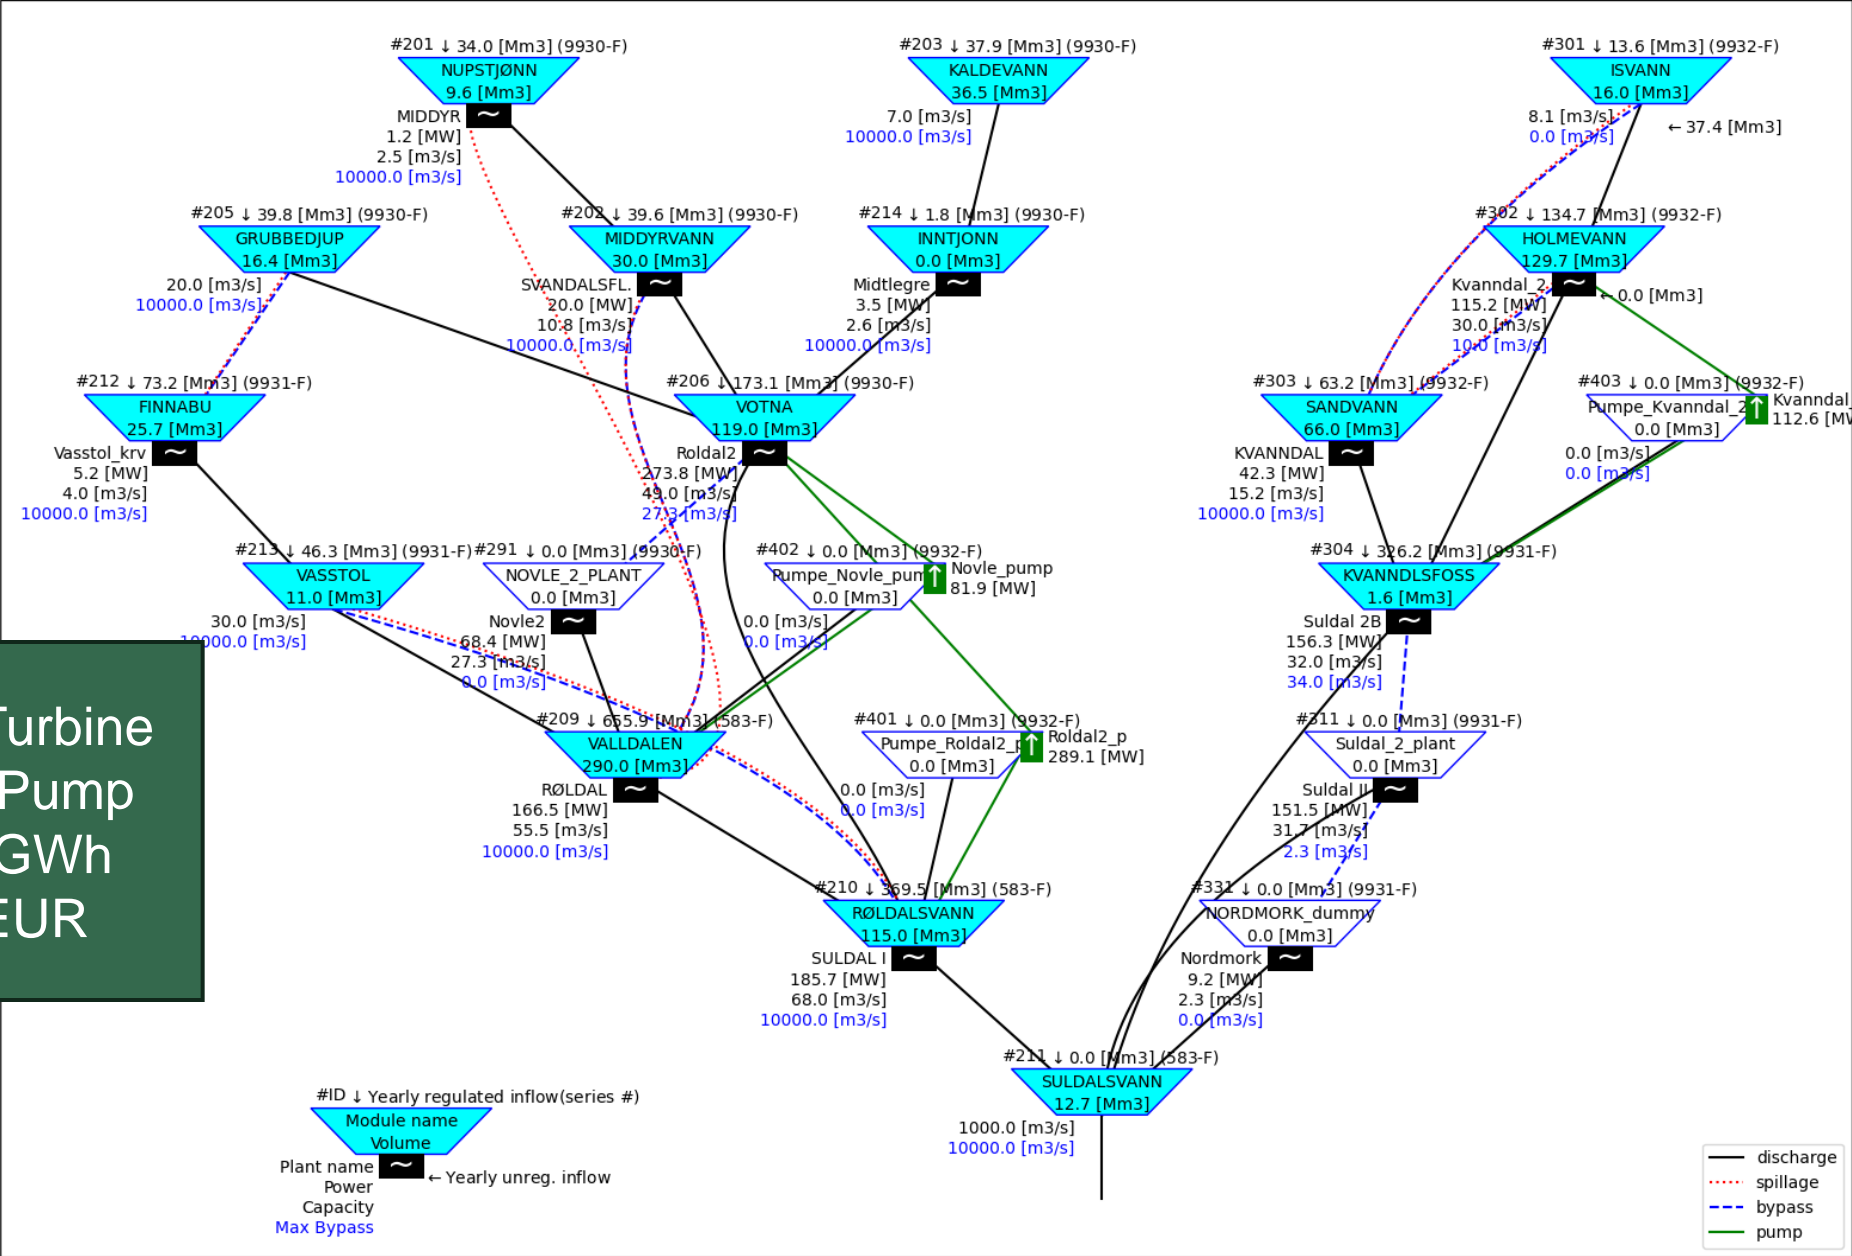 #201 ↓ 34.0 [Mm3] (9930-F)
NUPSTJØNN
9.6 [Mm3]
MIDDYR
1.2 [MW]
2.5 [m3/s]
10000.0 [m3/s]
#203 ↓ 37.9 [Mm3] (9930-F)
KALDEVANN
36.5 [Mm3]
7.0 [m3/s]
10000.0 [m3/s]
#301 ↓ 13.6 [Mm3] (9932-F)
ISVANN
16.0 [Mm3]
8.1 [m3/s]
0.0 [m3/s]
← 37.4 [Mm3]
#205 ↓ 39.8 [Mm3] (9930-F)
GRUBBEDJUP
16.4 [Mm3]
20.0 [m3/s]
10000.0 [m3/s]
#202 ↓ 39.6 [Mm3] (9930-F)
MIDDYRVANN
30.0 [Mm3]
SVANDALSFL.
20.0 [MW]
10.8 [m3/s]
10000.0 [m3/s]
#214 ↓ 1.8 [Mm3] (9930-F)
INNTJONN
0.0 [Mm3]
Midtlegre
3.5 [MW]
2.6 [m3/s]
10000.0 [m3/s]
#302 ↓ 134.7 [Mm3] (9932-F)
HOLMEVANN
129.7 [Mm3]
Kvanndal_2
115.2 [MW]
30.0 [m3/s]
10.0 [m3/s]
← 0.0 [Mm3]
#212 ↓ 73.2 [Mm3] (9931-F)
FINNABU
25.7 [Mm3]
Vasstol_krv
5.2 [MW]
4.0 [m3/s]
10000.0 [m3/s]
#206 ↓ 173.1 [Mm3] (9930-F)
VOTNA
119.0 [Mm3]
Roldal2
273.8 [MW]
49.0 [m3/s]
27.3 [m3/s]
#303 ↓ 63.2 [Mm3] (9932-F)
SANDVANN
66.0 [Mm3]
KVANNDAL
42.3 [MW]
15.2 [m3/s]
10000.0 [m3/s]
#403 ↓ 0.0 [Mm3] (9932-F)
Pumpe_Kvanndal_2
0.0 [Mm3]
0.0 [m3/s]
0.0 [m3/s]
Kvanndal_
112.6 [MW
#213 ↓ 46.3 [Mm3] (9931-F)
VASSTOL
11.0 [Mm3]
30.0 [m3/s]
0000.0 [m3/s]
#291 ↓ 0.0 [Mm3] (9930-F)
NOVLE_2_PLANT
0.0 [Mm3]
Novle2
68.4 [MW]
27.3 [m3/s]
0.0 [m3/s]
#402 ↓ 0.0 [Mm3] (9932-F)
Pumpe_Novle_pum
0.0 [Mm3]
0.0 [m3/s]
0.0 [m3/s]
Novle_pump
81.9 [MW]
#304 ↓ 326.2 [Mm3] (9931-F)
KVANNDLSFOSS
1.6 [Mm3]
Suldal 2B
156.3 [MW]
32.0 [m3/s]
34.0 [m3/s]
Turbine
Pump
GWh
EUR
#209 ↓ 655.9 [Mm3] (583-F)
VALLDALEN
290.0 [Mm3]
RØLDAL
166.5 [MW]
55.5 [m3/s]
10000.0 [m3/s]
#401 ↓ 0.0 [Mm3] (9932-F)
Pumpe_Roldal2_p
0.0 [Mm3]
0.0 [m3/s]
0.0 [m3/s]
Roldal2_p
289.1 [MW]
#311 ↓ 0.0 [Mm3] (9931-F)
Suldal_2_plant
0.0 [Mm3]
Suldal II
151.5 [MW]
31.7 [m3/s]
2.3 [m3/s]
#210 ↓ 369.5 [Mm3] (583-F)
RØLDALSVANN
115.0 [Mm3]
SULDAL I
185.7 [MW]
68.0 [m3/s]
10000.0 [m3/s]
#331 ↓ 0.0 [Mm3] (9931-F)
NORDMORK_dummy
0.0 [Mm3]
Nordmork
9.2 [MW]
2.3 [m3/s]
0.0 [m3/s]
#211 ↓ 0.0 [Mm3] (583-F)
SULDALSVANN
12.7 [Mm3]
1000.0 [m3/s]
10000.0 [m3/s]
#ID ↓ Yearly regulated inflow(series #)
Module name
Volume
Plant name
Power
Capacity
Max Bypass
← Yearly unreg. inflow
discharge
spillage
bypass
pump